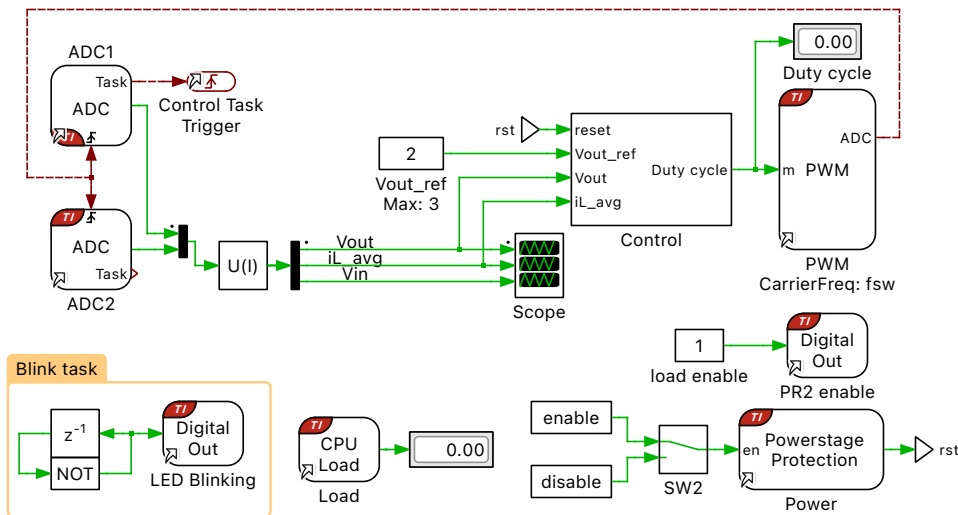 ADC1
Task
ADC
TI
Control Task
Trigger
TI
ADC
Task
ADC2
U(I)
Vout
iL_avg
Vin
Scope
rst
2
Vout_ref
Max: 3
reset
Vout_ref
Vout
iL_avg
Duty cycle
Control
0.00
Duty cycle
TI
ADC
m
PWM
PWM
CarrierFreq: fsw
1
load enable
TI
Digital
Out
PR2 enable
Blink task
z-1
NOT
TI
Digital
Out
LED Blinking
TI
CPU
Load
Load
0.00
enable
disable
SW2
TI
en
Powerstage
Protection
Power
rst